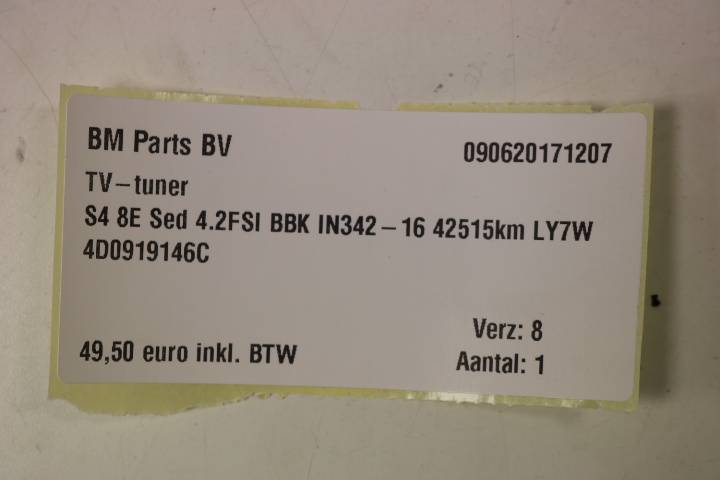 BM Parts BV 090620171207
TV-tuner
S4 8E Sed 4.2FSI BBK IN342-16 42515km LY7W
4D0919146C
Verz: 8
49,50 euro inkl. BTW Aantal: 1